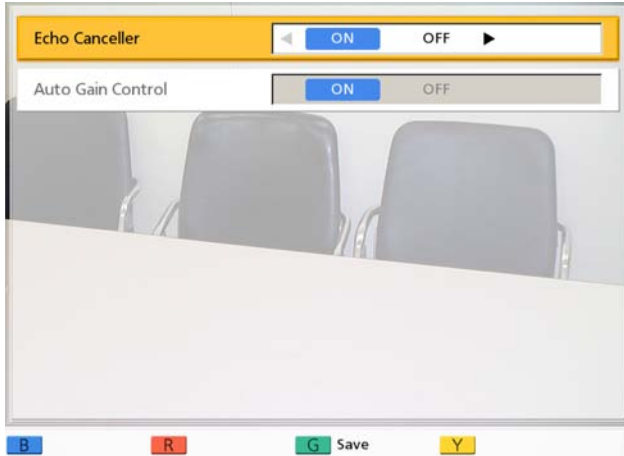 Echo Canceller ON OFF
Auto Gain Control ON OFF
B R G Save Y